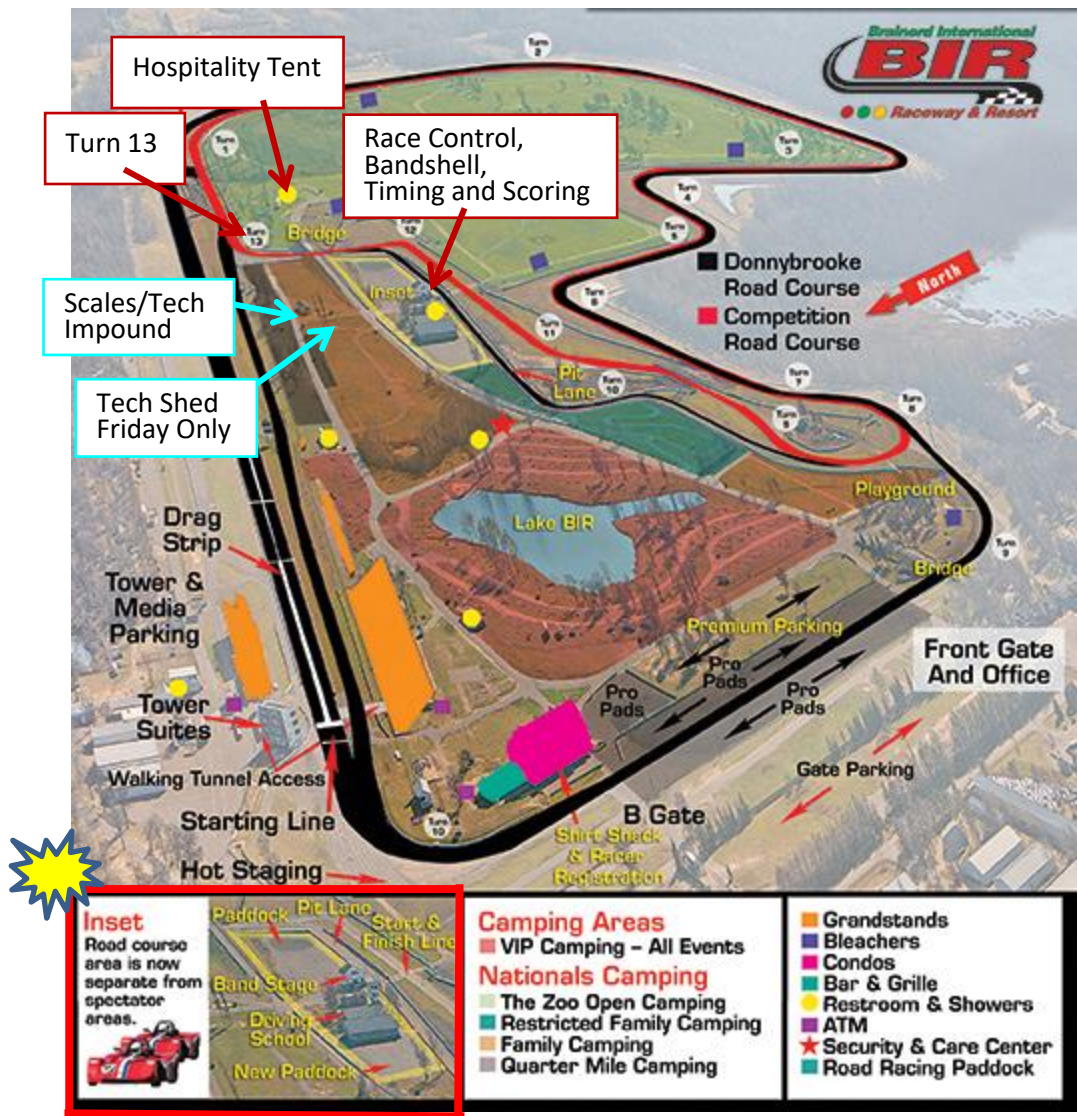 Brainerd International
BIR
Raceway & Resort
Hospitality Tent
Turn 13
Race Control,
Bandshell,
Timing and Scoring
Scales/Tech
Impound
Tech Shed
Friday Only
Turn
2
Turn
1
Turn
3
Turn
4
Turn
5
Turn
6
Turn
7
Turn
8
Turn
9
Turn
10
Turn
11
Turn
12
Turn
13
Bridge
Inset
Pit
Lane
Turn
10
Donnybrooke
Road Course
Competition
Road Course
North
Playground
Bridge
Lake BIR
Drag
Strip
Tower &
Media
Parking
Tower
Suites
Walking Tunnel Access
Starting Line
Hot Staging
Premium Parking
Pro
Pads
Pro
Pads
Pro
Pads
Front Gate
And Office
Gate Parking
B Gate
Shirt Shack
& Racer
Registration
Inset
Road course
area is now
separate from
spectator
areas.
Paddock
Pit Lane
Start &
Finish Line
Band Stage
Driving
School
New Paddock
Camping Areas
VIP Camping – All Events
Nationals Camping
The Zoo Open Camping
Restricted Family Camping
Family Camping
Quarter Mile Camping
Grandstands
Bleachers
Condos
Bar & Grille
Restroom & Showers
ATM
Security & Care Center
Road Racing Paddock